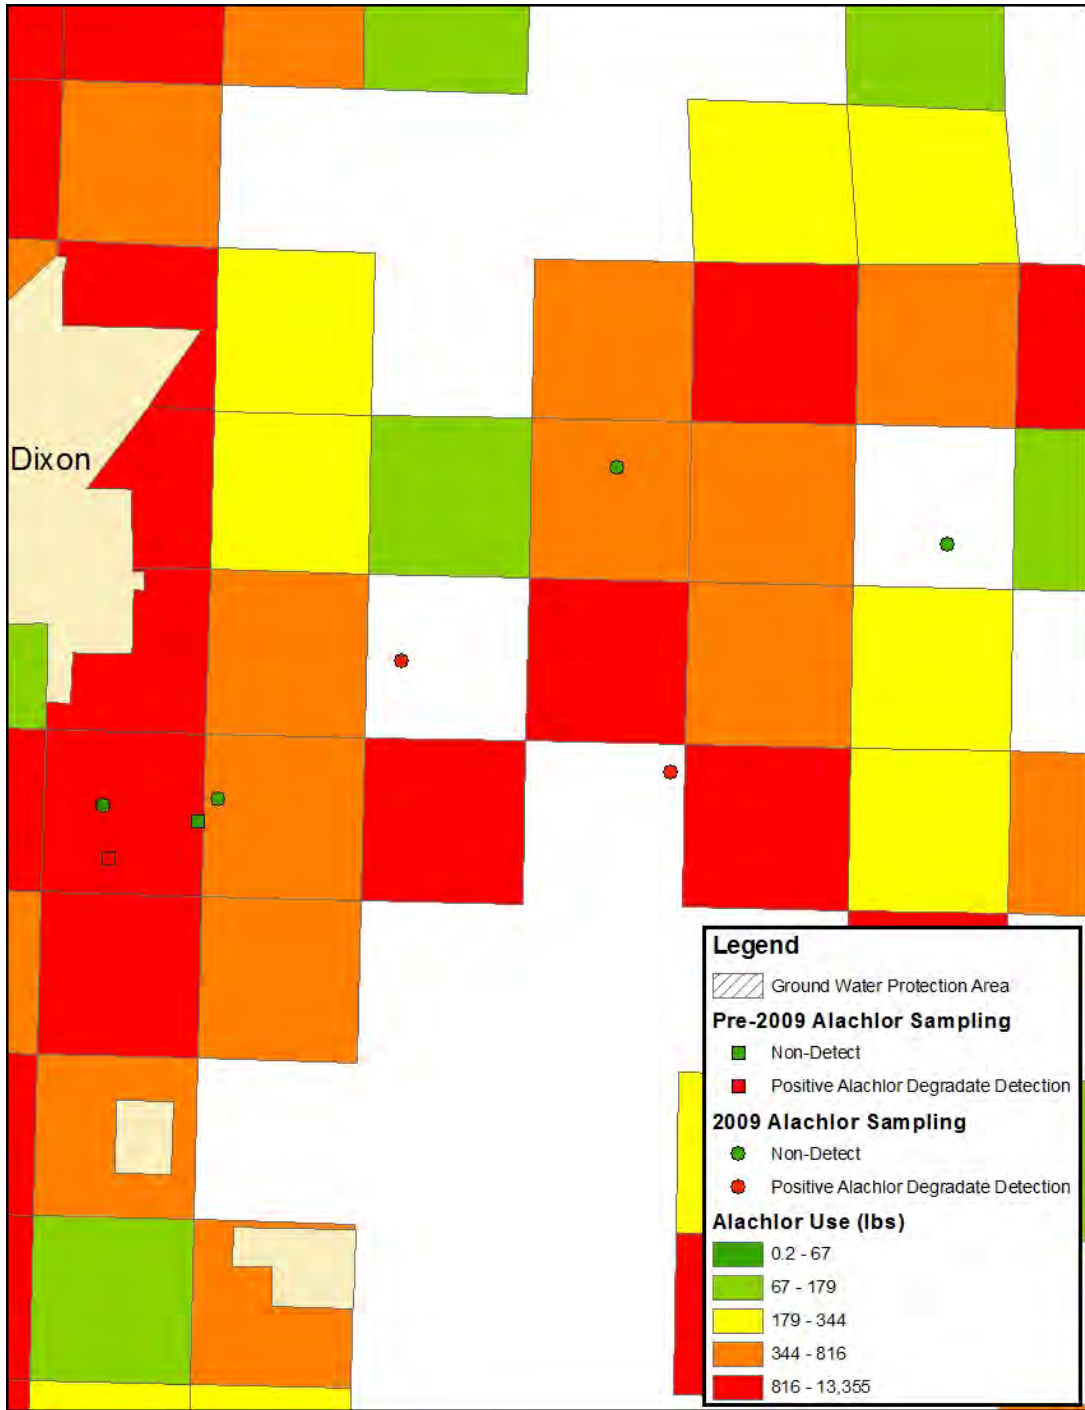 Dixon
Legend
Ground Water Protection Area
Pre-2009 Alachlor Sampling
Non-Detect
Positive Alachlor Degradate Detection
2009 Alachlor Sampling
Non-Detect
Positive Alachlor Degradate Detection
Alachlor Use (lbs)
0.2 - 67
67 - 179
179 - 344
344 - 816
816 - 13,355